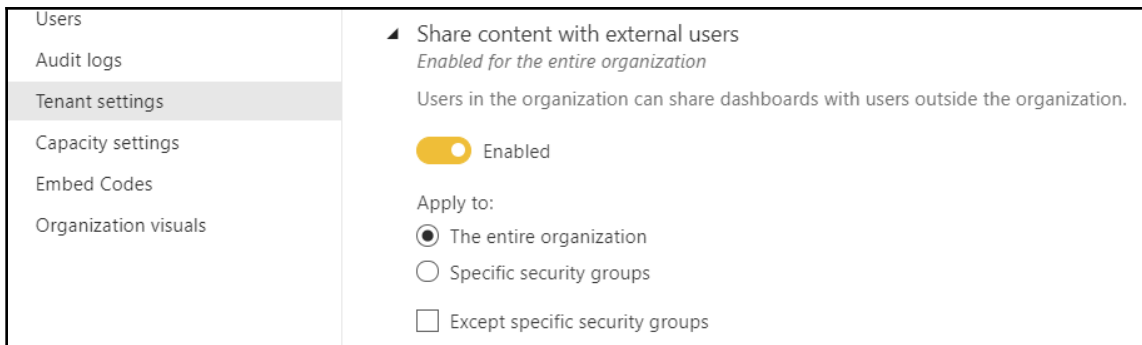 Users
Audit logs
Tenant settings
Capacity settings
Embed Codes
Organization visuals
Share content with external users
Enabled for the entire organization
Users in the organization can share dashboards with users outside the organization.
Enabled
Apply to:
The entire organization
Specific security groups
Except specific security groups